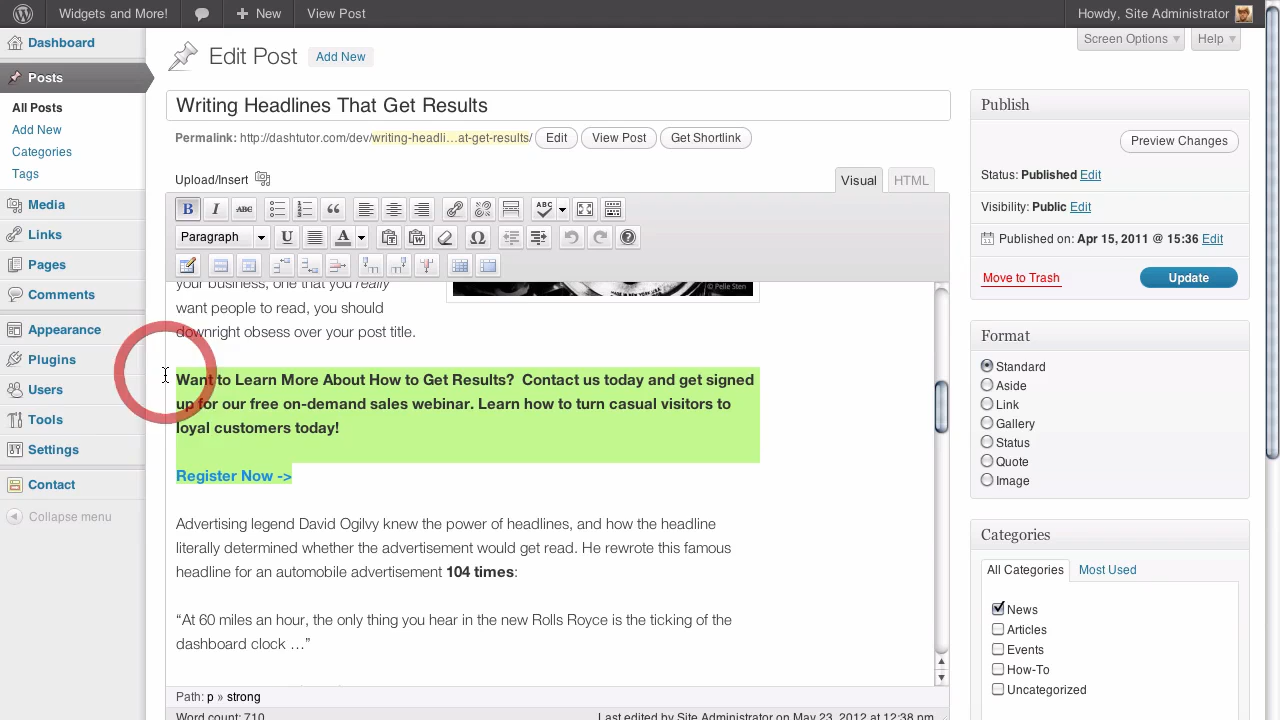 Widgets and More!
New
View Post
Howdy, Site Administrator
Dashboard
Posts
All Posts
Add New
Categories
Tags
Media
Links
Pages
Comments
Appearance
Plugins
Users
Tools
Settings
Contact
Collapse menu
Edit Post
Add New
Screen Options
Help
Writing Headlines That Get Results
Permalink: http://dashtutor.com/dev/writing-headli…at-get-results/ Edit View Post Get Shortlink
Upload/Insert
Visual
HTML
B I ABC “ ABC
Paragraph U A T W Ω ?
your business, one that you really
want people to read, you should
downright obsess over your post title.
© Pelle Sten
Want to Learn More About How to Get Results?  Contact us today and get signed
up for our free on-demand sales webinar. Learn how to turn casual visitors to
loyal customers today!
Register Now ->
Advertising legend David Ogilvy knew the power of headlines, and how the headline
literally determined whether the advertisement would get read. He rewrote this famous
headline for an automobile advertisement 104 times:
“At 60 miles an hour, the only thing you hear in the new Rolls Royce is the ticking of the
dashboard clock …”
Path: p » strong
Word count: 710
Last edited by Site Administrator on May 23, 2012 at 12:38 pm
Publish
Preview Changes
Status: Published Edit
Visibility: Public Edit
Published on: Apr 15, 2011 @ 15:36 Edit
Move to Trash
Update
Format
Standard
Aside
Link
Gallery
Status
Quote
Image
Categories
All Categories
Most Used
News
Articles
Events
How-To
Uncategorized